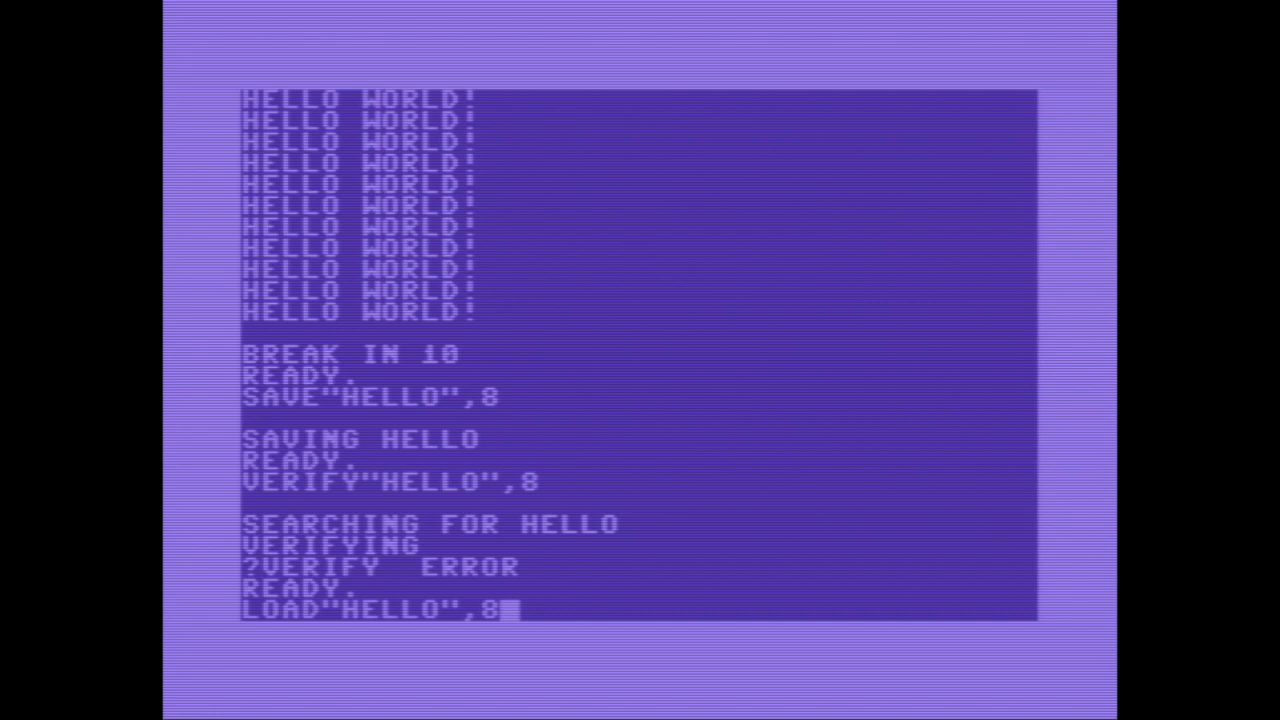 HELLO WORLD!
HELLO WORLD!
HELLO WORLD!
HELLO WORLD!
HELLO WORLD!
HELLO WORLD!
HELLO WORLD!
HELLO WORLD!
HELLO WORLD!
HELLO WORLD!
HELLO WORLD!
BREAK IN 10
READY.
SAVE"HELLO",8
SAVING HELLO
READY.
VERIFY"HELLO",8
SEARCHING FOR HELLO
VERIFYING
?VERIFY  ERROR
READY.
LOAD"HELLO",8